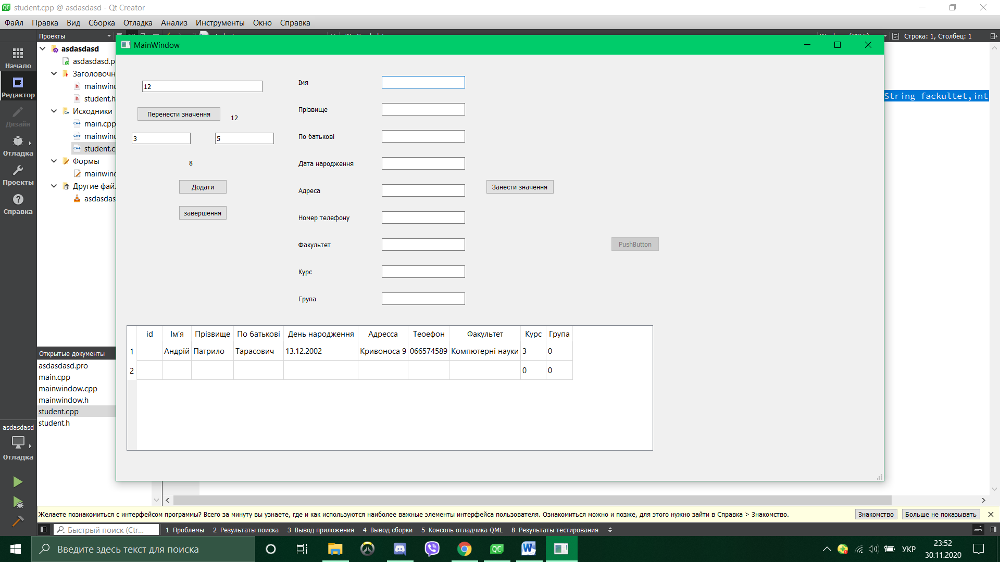 student.cpp @ asdasdasd - Qt Creator
Файл Правка Вид Сборка Отладка Анализ Инструменты Окно Справка
Проекты
Строка: 1, Столбец: 1
MainWindow
Начало
Редактор
Дизайн
Отладка
Проекты
Справка
asdasdasd
asdasdasd.p
Заголовочн
mainwind
student.h
Исходники
main.cpp
mainwind
student.c
Формы
mainwind
Другие фай
asdasdas
String fackultet,int
12
Перенести значення
12
3 5
8
Додати
завершення
Імя
Прізвище
По батькові
Дата народження
Адреса
Номер телефону
Факультет
Курс
Група
Занести значення
PushButton
id Ім'я Прізвище По батькові День народження Адресса Теоефон Факультет Курс Група
1 Андрій Патрило Тарасович 13.12.2002 Кривоноса 9 066574589 Компютерні науки 3 0
2 0 0
Открытые документы
asdasdasd.pro
main.cpp
mainwindow.cpp
mainwindow.h
student.cpp
student.h
asdasdasd
Отладка
Желаете познакомиться с интерфейсом программы? Всего за минуту вы узнаете, где и как используются наиболее важные элементы интерфейса пользователя. Ознакомиться можно и позже, для этого нужно зайти в Справка > Знакомство.
Знакомство
Больше не показывать
Быстрый поиск (Ctr...
1 Проблемы 2 Результаты поиска 3 Вывод приложения 4 Вывод сборки 5 Консоль отладчика QML 8 Результаты тестирования
Введите здесь текст для поиска
УКР
23:52
30.11.2020